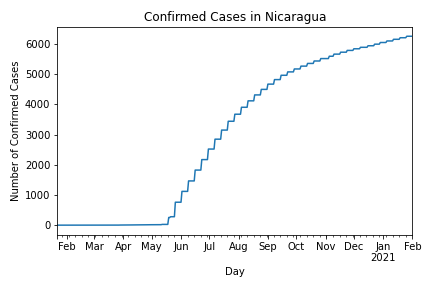 Confirmed Cases in Nicaragua
Number of Confirmed Cases
6000
5000
4000
3000
2000
1000
0
Feb Mar Apr May Jun Jul Aug Sep Oct Nov Dec Jan Feb
2021
Day